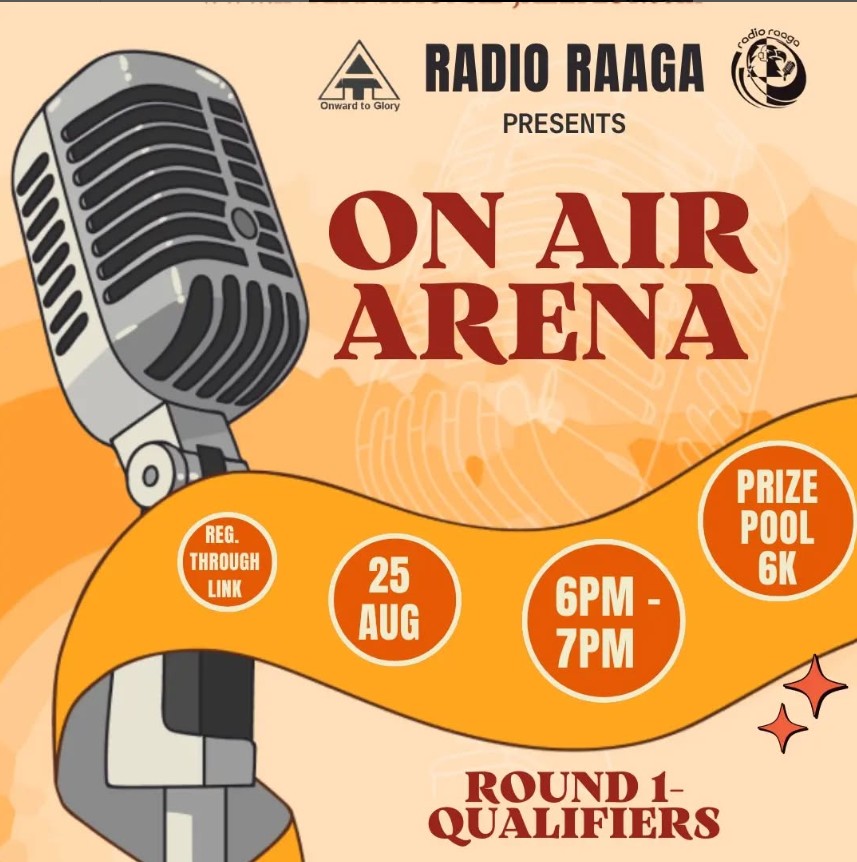 Onward to Glory
RADIO RAAGA
radio raaga
PRESENTS
ON AIR
ARENA
REG.
THROUGH
LINK
25
AUG
6PM -
7PM
PRIZE
POOL
6K
ROUND 1-
QUALIFIERS